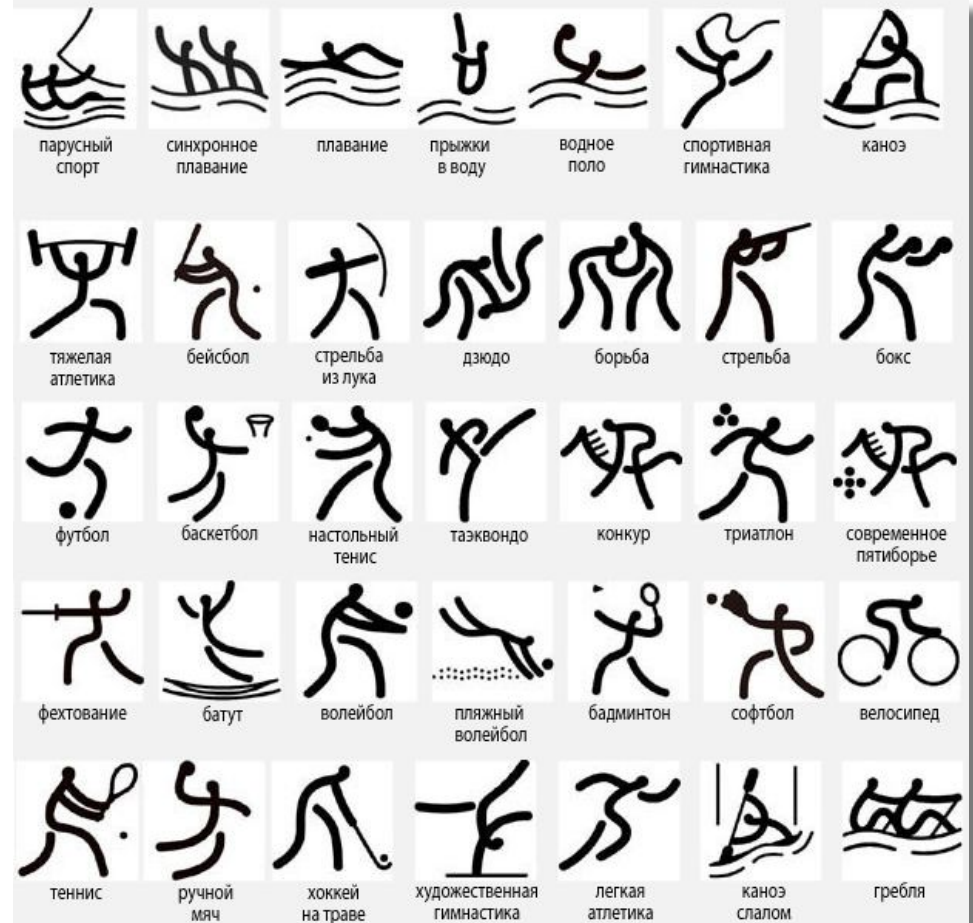 парусный
спорт
синхронное
плавание
плавание
прыжки
в воду
водное
поло
спортивная
гимнастика
каноэ
тяжелая
атлетика
бейсбол
стрельба
из лука
дзюдо
борьба
стрельба
бокс
футбол
баскетбол
настольный
тенис
таэквондо
конкур
триатлон
современное
пятиборье
фехтование
батут
волейбол
пляжный
волейбол
бадминтон
софтбол
велосипед
теннис
ручной
мяч
хоккей
на траве
художественная
гимнастика
легкая
атлетика
каноэ
слалом
гребля